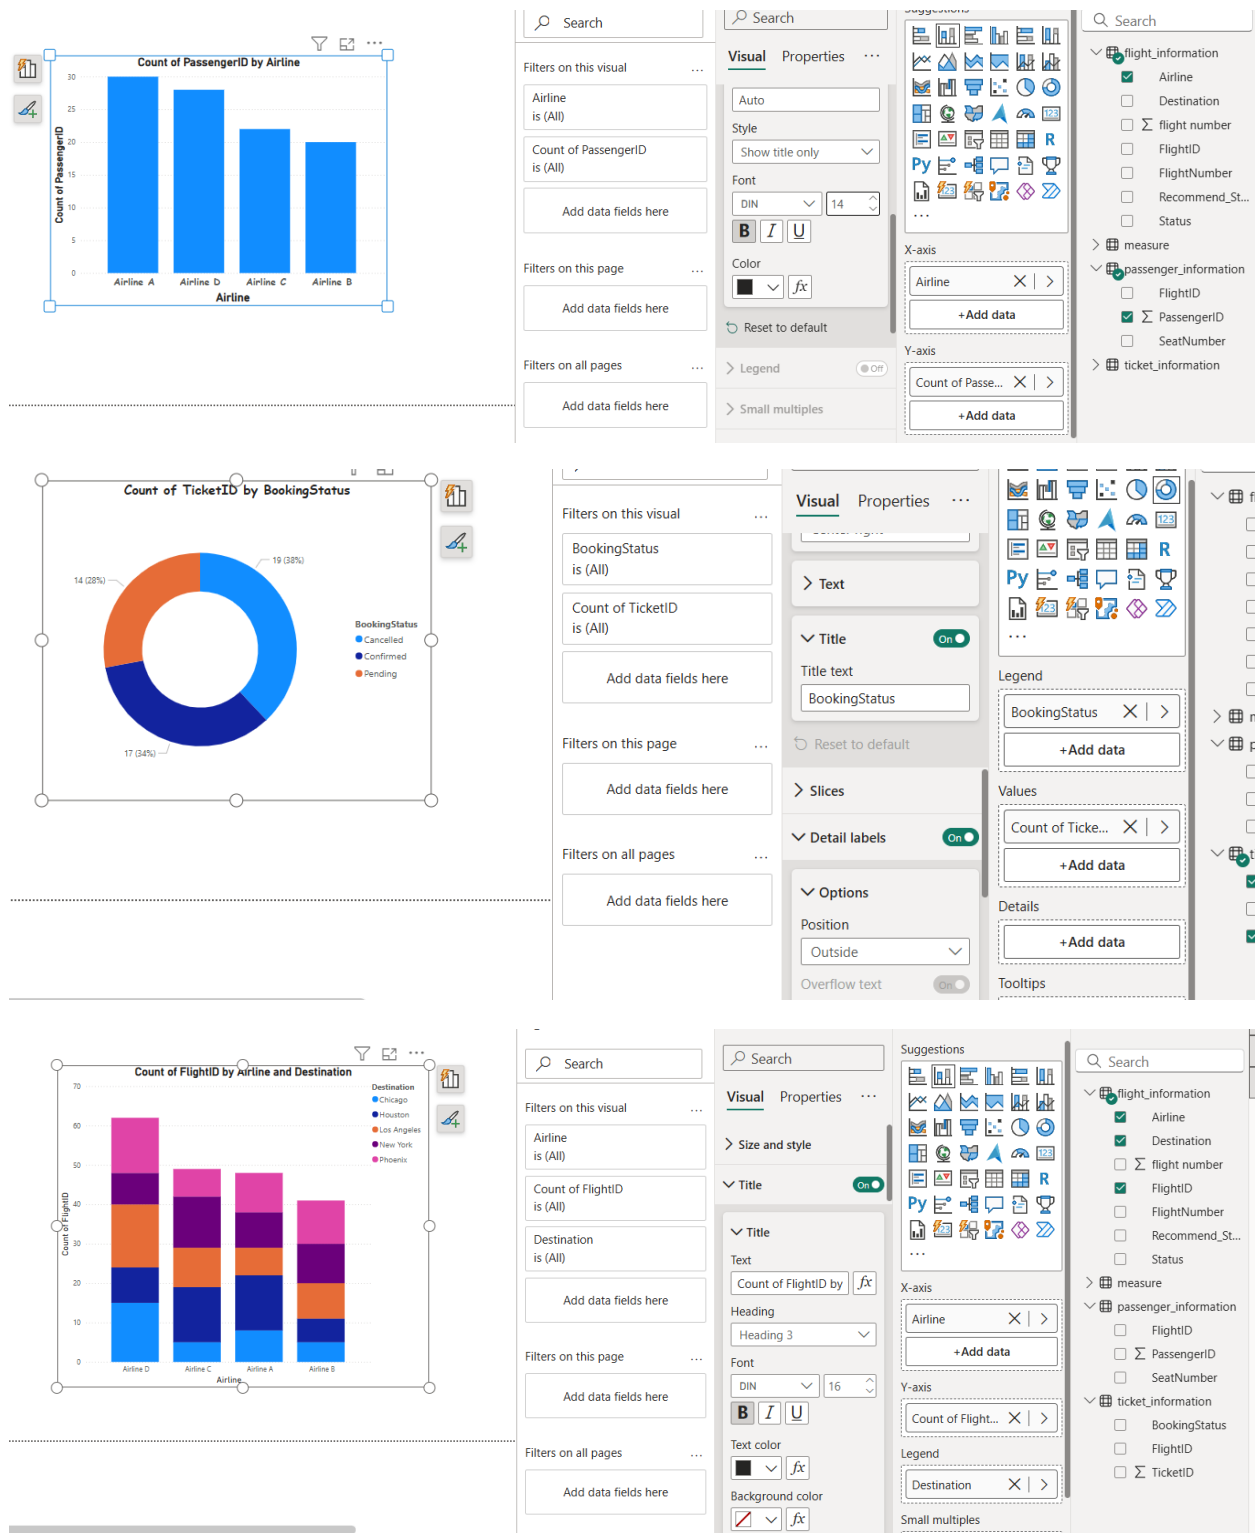 Count of PassengerID by Airline
Count of PassengerID
30
25
20
15
10
5
0
Airline A
Airline D
Airline C
Airline B
Airline
Search
Filters on this visual
...
Airline
is (All)
Count of PassengerID
is (All)
Add data fields here
Filters on this page
...
Add data fields here
Filters on all pages
...
Add data fields here
Search
Visual
Properties
...
Auto
Style
Show title only
Font
DIN
14
B
I
U
Color
fx
Reset to default
Legend
Off
Small multiples
Suggestions
123
R
Py
...
X-axis
Airline
+Add data
Y-axis
Count of Passe...
+Add data
Search
flight_information
Airline
Destination
∑ flight number
FlightID
FlightNumber
Recommend_St...
Status
measure
passenger_information
FlightID
∑ PassengerID
SeatNumber
ticket_information
Count of TicketID by BookingStatus
19 (38%)
14 (28%)
17 (34%)
BookingStatus
Cancelled
Confirmed
Pending
Filters on this visual
...
BookingStatus
is (All)
Count of TicketID
is (All)
Add data fields here
Filters on this page
...
Add data fields here
Filters on all pages
...
Add data fields here
Visual
Properties
...
Center right
Text
Title
On
Title text
BookingStatus
Reset to default
Slices
Detail labels
On
Options
Position
Outside
Overflow text
On
123
R
Py
...
Legend
BookingStatus
+Add data
Values
Count of Ticke...
+Add data
Details
+Add data
Tooltips
Count of FlightID by Airline and Destination
Count of FlightID
70
60
50
40
30
20
10
0
Airline D
Airline C
Airline A
Airline B
Airline
Destination
Chicago
Houston
Los Angeles
New York
Phoenix
Search
Filters on this visual
...
Airline
is (All)
Count of FlightID
is (All)
Destination
is (All)
Add data fields here
Filters on this page
...
Add data fields here
Filters on all pages
...
Add data fields here
Search
Visual
Properties
...
Size and style
Title
On
Title
Text
Count of FlightID by
fx
Heading
Heading 3
Font
DIN
16
B
I
U
Text color
fx
Background color
fx
Suggestions
123
R
Py
...
X-axis
Airline
+Add data
Y-axis
Count of Flight...
Legend
Destination
Small multiples
Search
flight_information
Airline
Destination
∑ flight number
FlightID
FlightNumber
Recommend_St...
Status
measure
passenger_information
FlightID
∑ PassengerID
SeatNumber
ticket_information
BookingStatus
FlightID
∑ TicketID